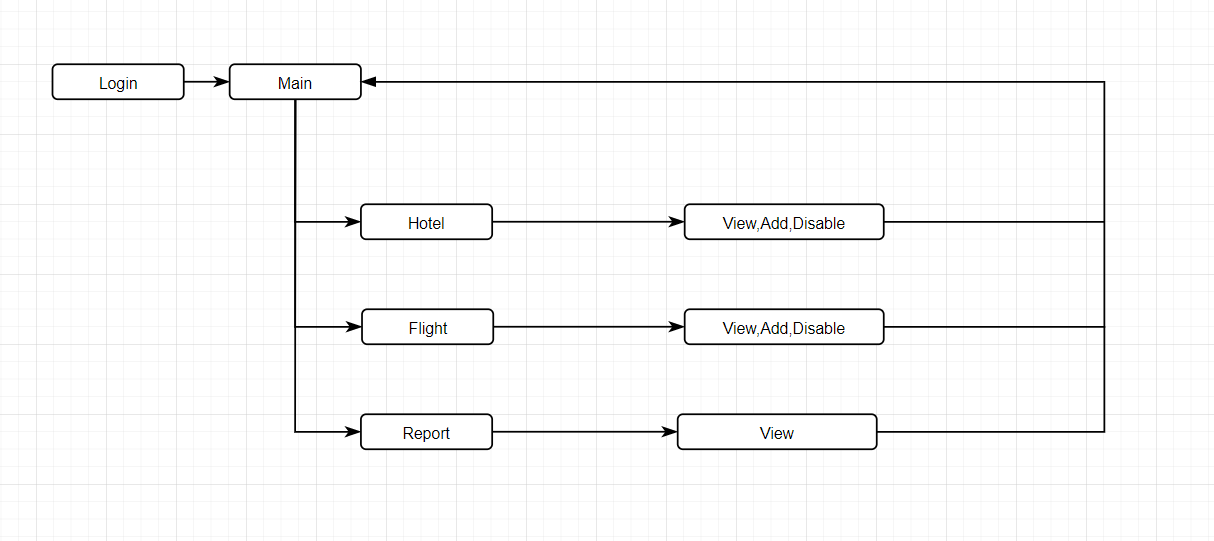 Login
Main
Hotel
View,Add,Disable
Flight
View,Add,Disable
Report
View